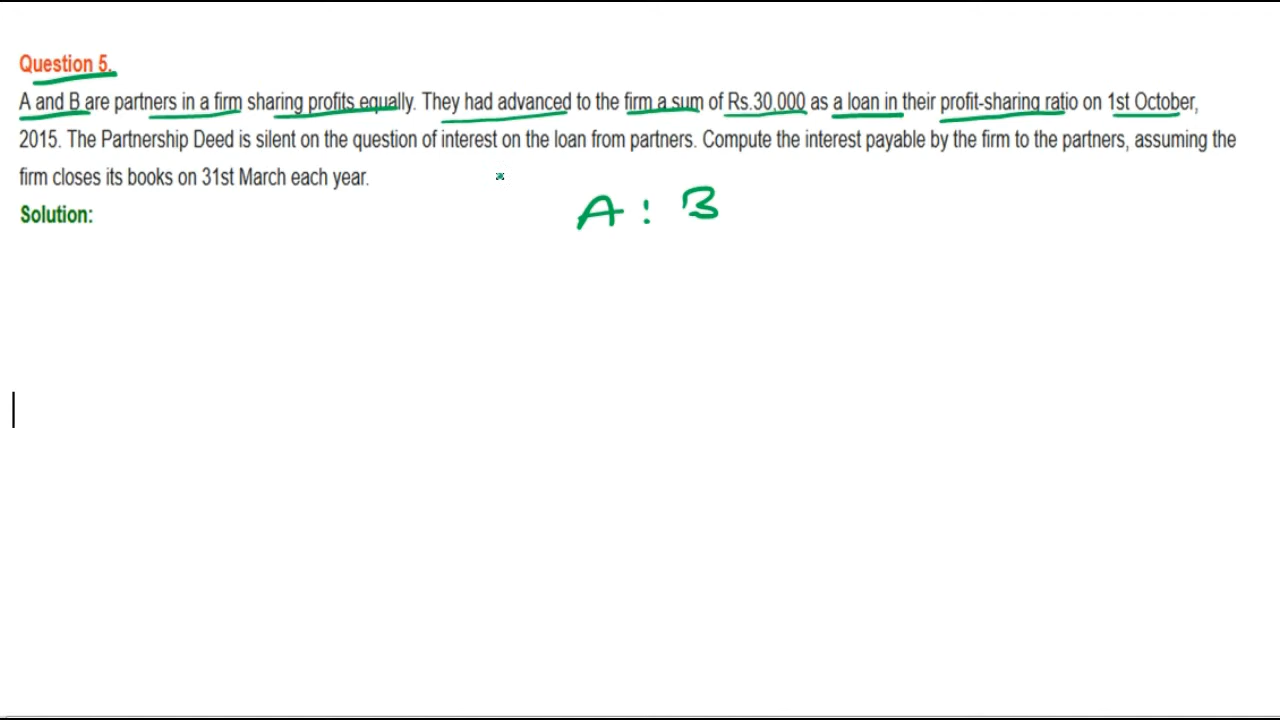 Question 5.
A and B are partners in a firm sharing profits equally. They had advanced to the firm a sum of Rs.30,000 as a loan in their profit-sharing ratio on 1st October,
2015. The Partnership Deed is silent on the question of interest on the loan from partners. Compute the interest payable by the firm to the partners, assuming the
firm closes its books on 31st March each year.
A : B
Solution: